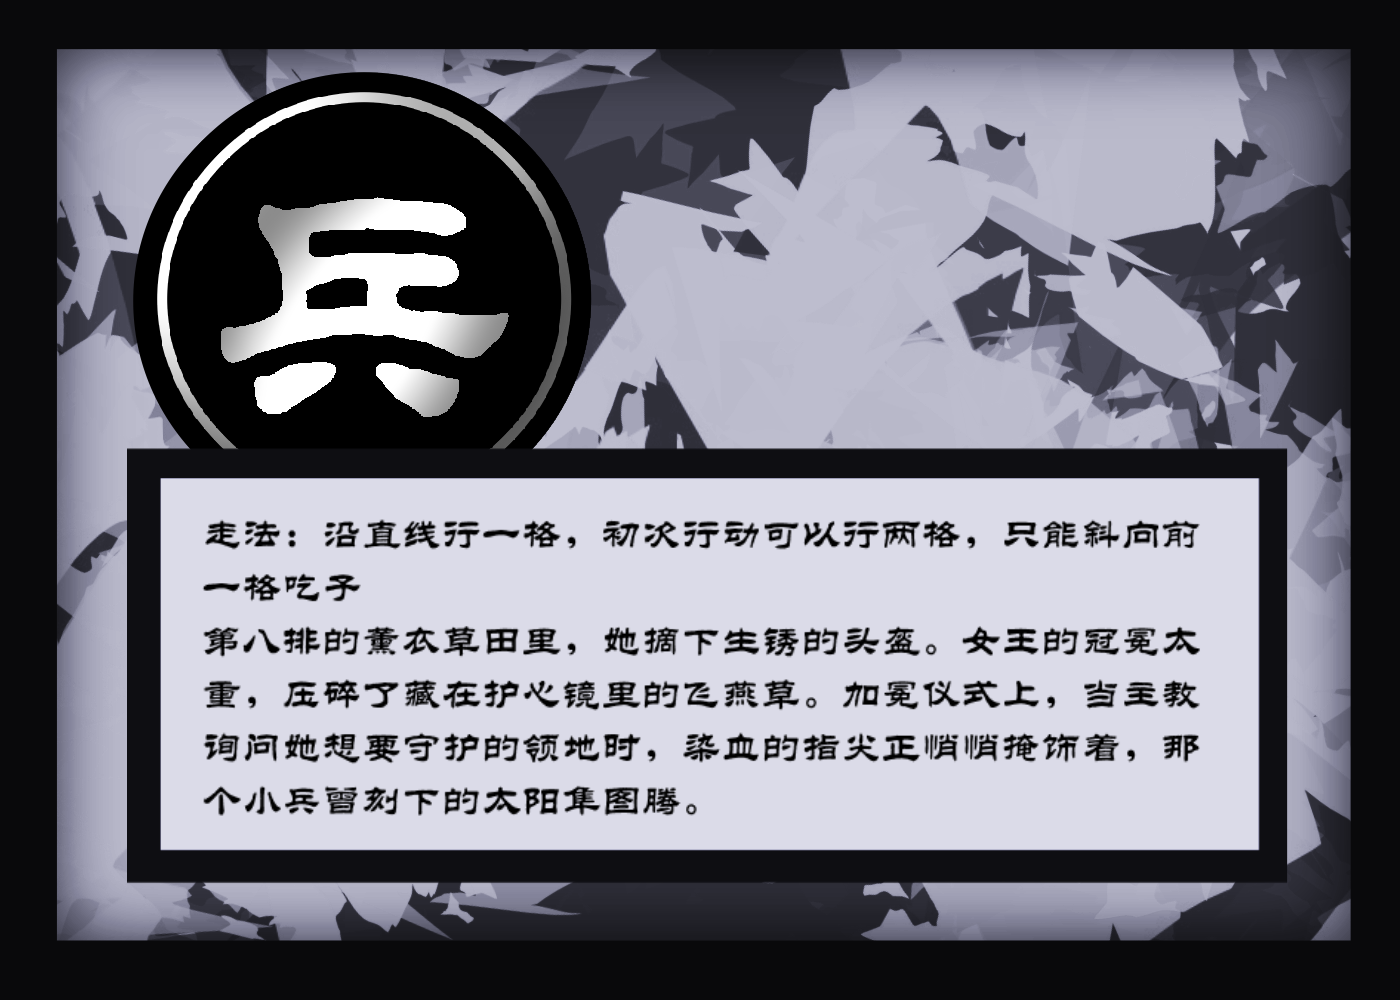 兵
走法：沿直线行一格，初次行动可以行两格，只能斜向前
一格吃子
第八排的薰衣草田里，她摘下生锈的头盔。女王的冠冕太
重，压碎了藏在护心镜里的飞燕草。加冕仪式上，当主教
询问她想要守护的领地时，染血的指尖正悄悄掩饰着，那
个小兵曾刻下的太阳隼图腾。